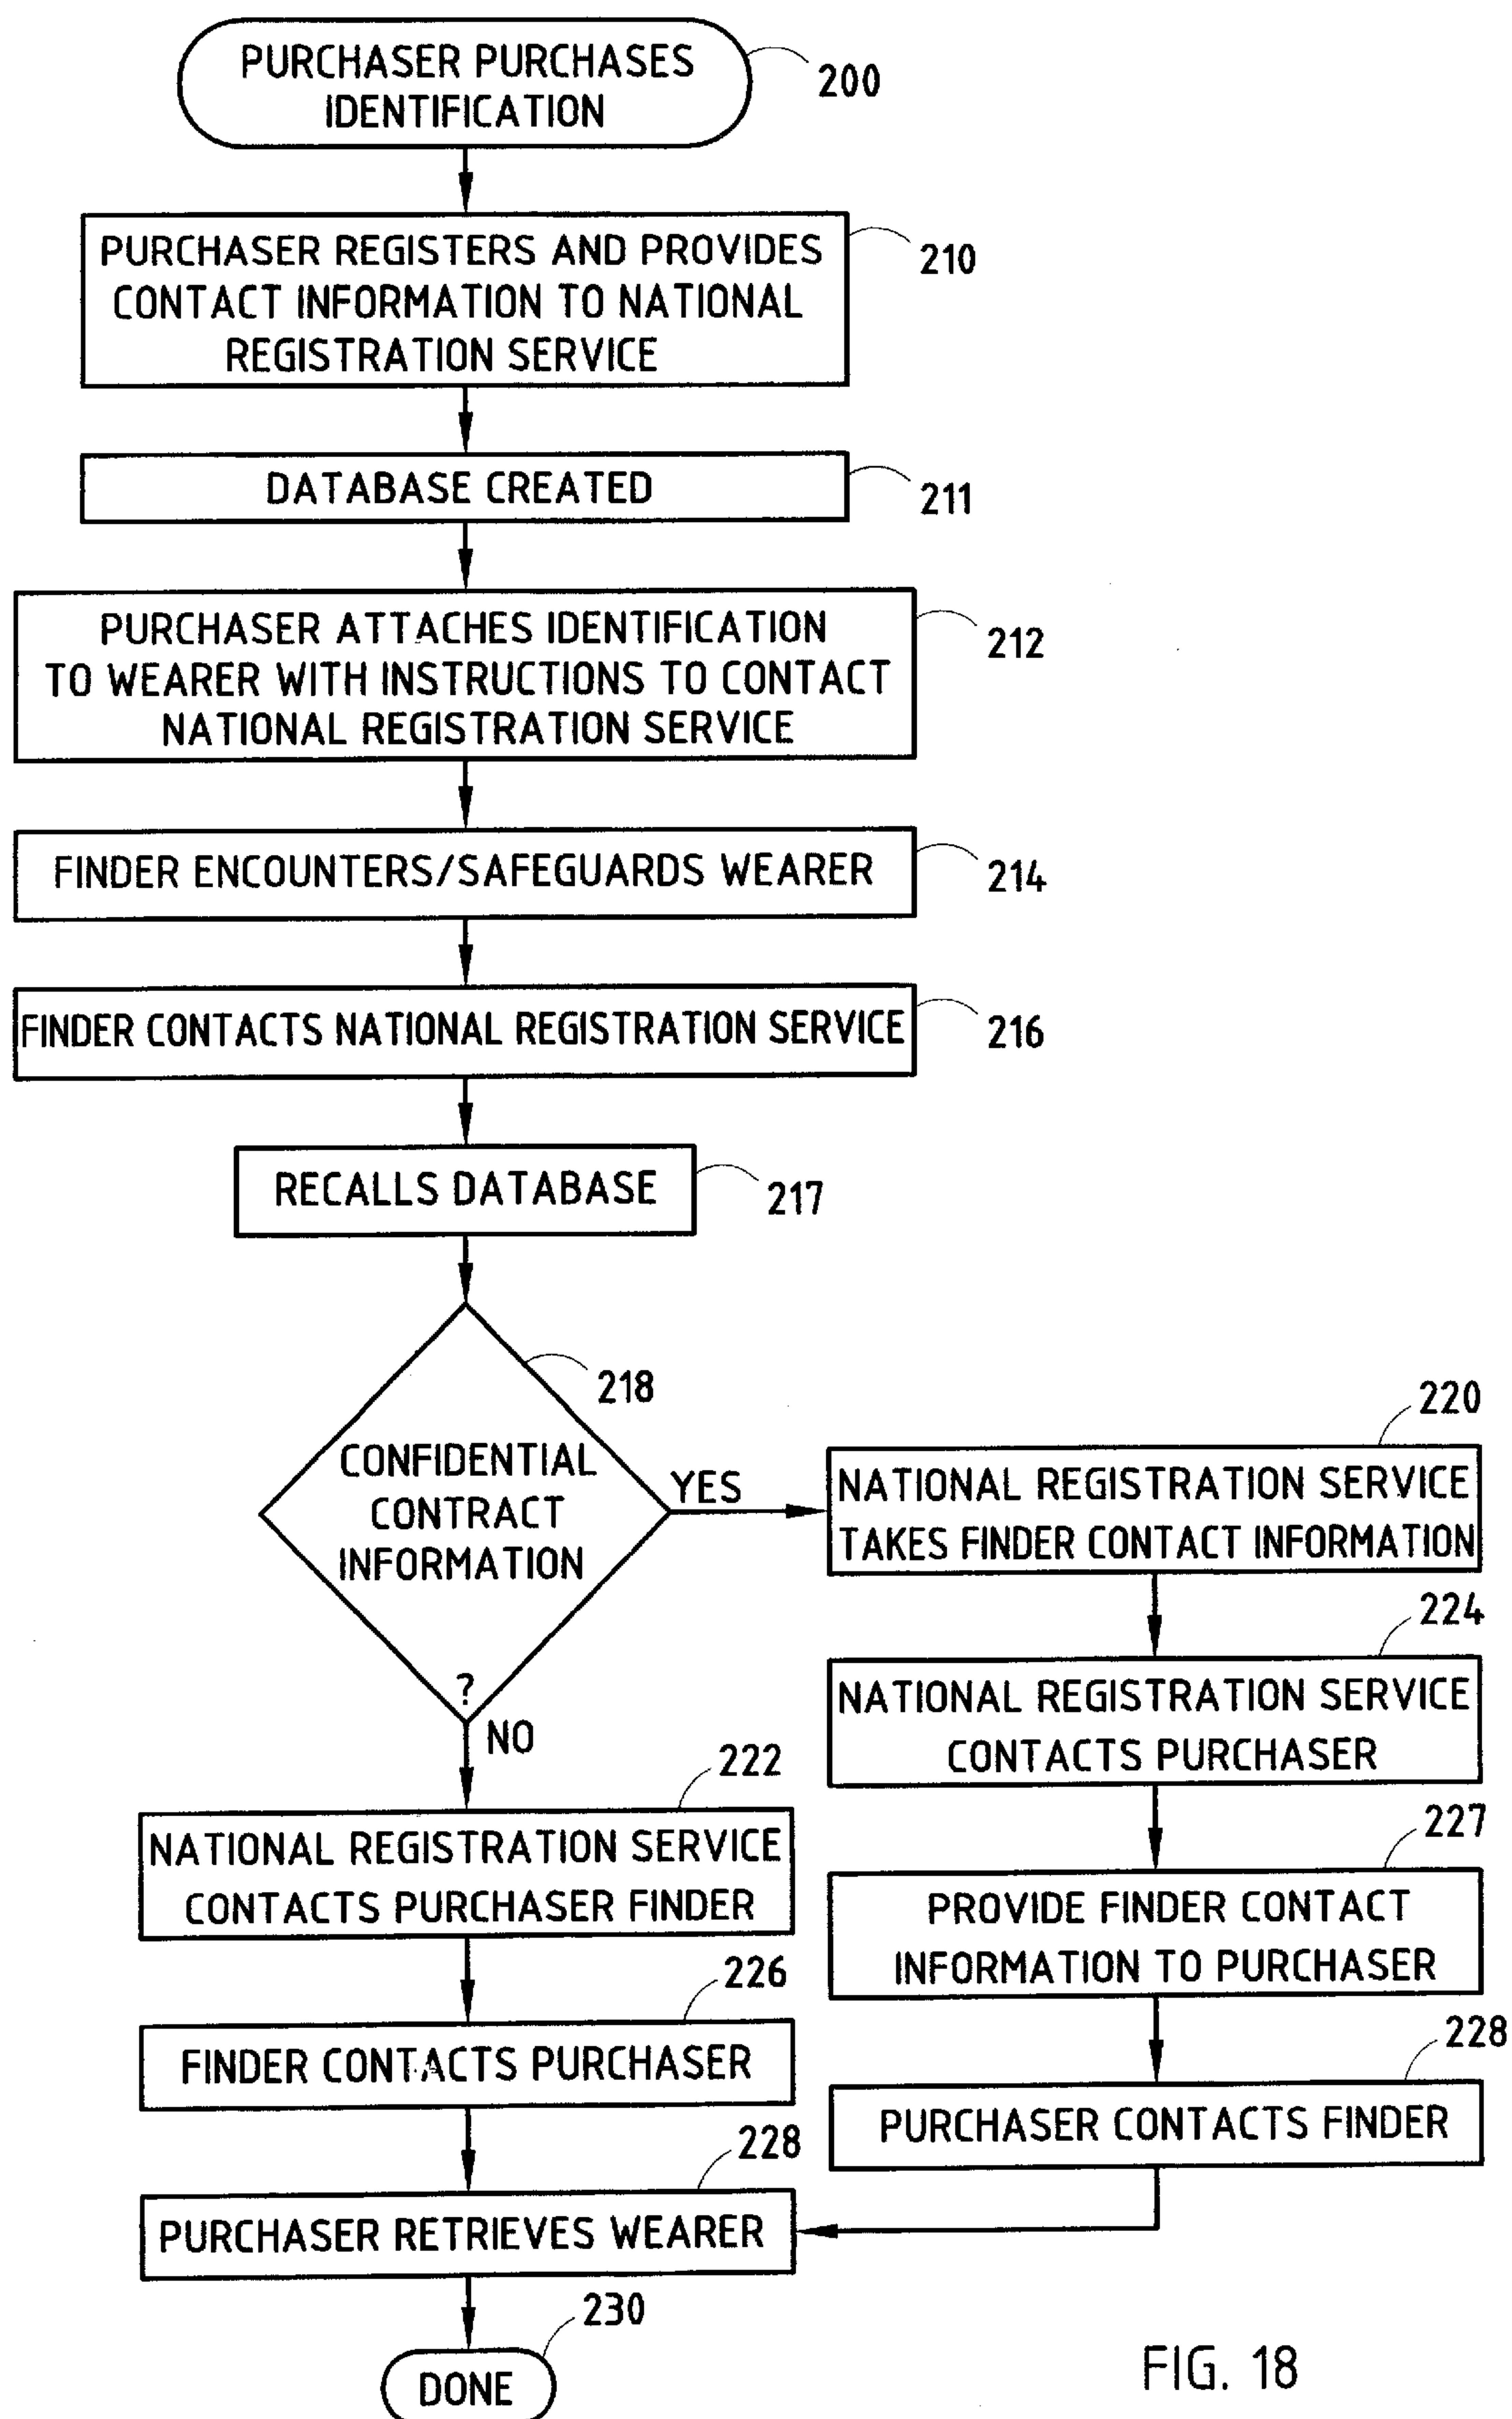 PURCHASER PURCHASES
IDENTIFICATION
200
PURCHASER REGISTERS AND PROVIDES
CONTACT INFORMATION TO NATIONAL
REGISTRATION SERVICE
210
DATABASE CREATED
211
PURCHASER ATTACHES IDENTIFICATION
TO WEARER WITH INSTRUCTIONS TO CONTACT
NATIONAL REGISTRATION SERVICE
212
FINDER ENCOUNTERS/SAFEGUARDS WEARER
214
FINDER CONTACTS NATIONAL REGISTRATION SERVICE
216
RECALLS DATABASE
217
218
CONFIDENTIAL
CONTRACT
INFORMATION
?
YES
NO
220
NATIONAL REGISTRATION SERVICE
TAKES FINDER CONTACT INFORMATION
224
NATIONAL REGISTRATION SERVICE
CONTACTS PURCHASER
227
PROVIDE FINDER CONTACT
INFORMATION TO PURCHASER
228
PURCHASER CONTACTS FINDER
222
NATIONAL REGISTRATION SERVICE
CONTACTS PURCHASER FINDER
226
FINDER CONTACTS PURCHASER
228
PURCHASER RETRIEVES WEARER
230
DONE
FIG. 18